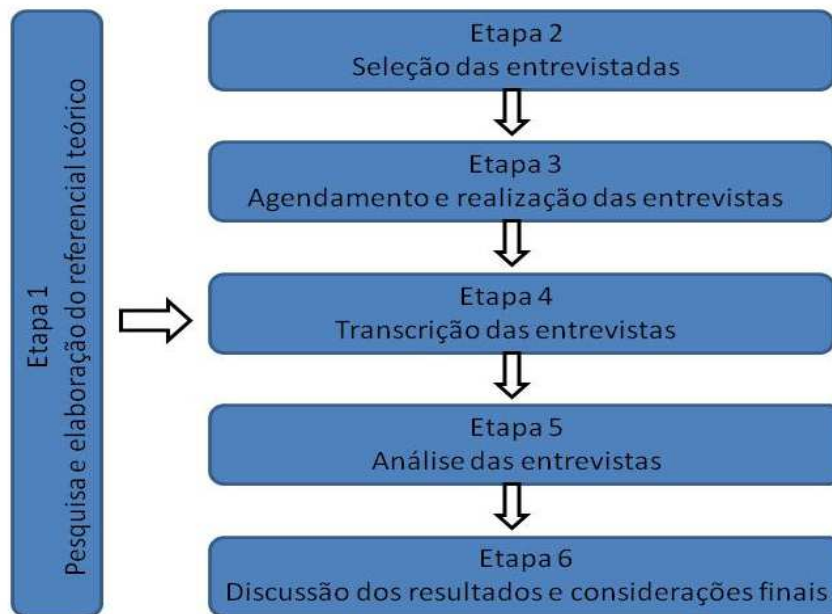 Etapa 1
Pesquisa e elaboração do referencial teórico
Etapa 2
Seleção das entrevistadas
Etapa 3
Agendamento e realização das entrevistas
Etapa 4
Transcrição das entrevistas
Etapa 5
Análise das entrevistas
Etapa 6
Discussão dos resultados e considerações finais